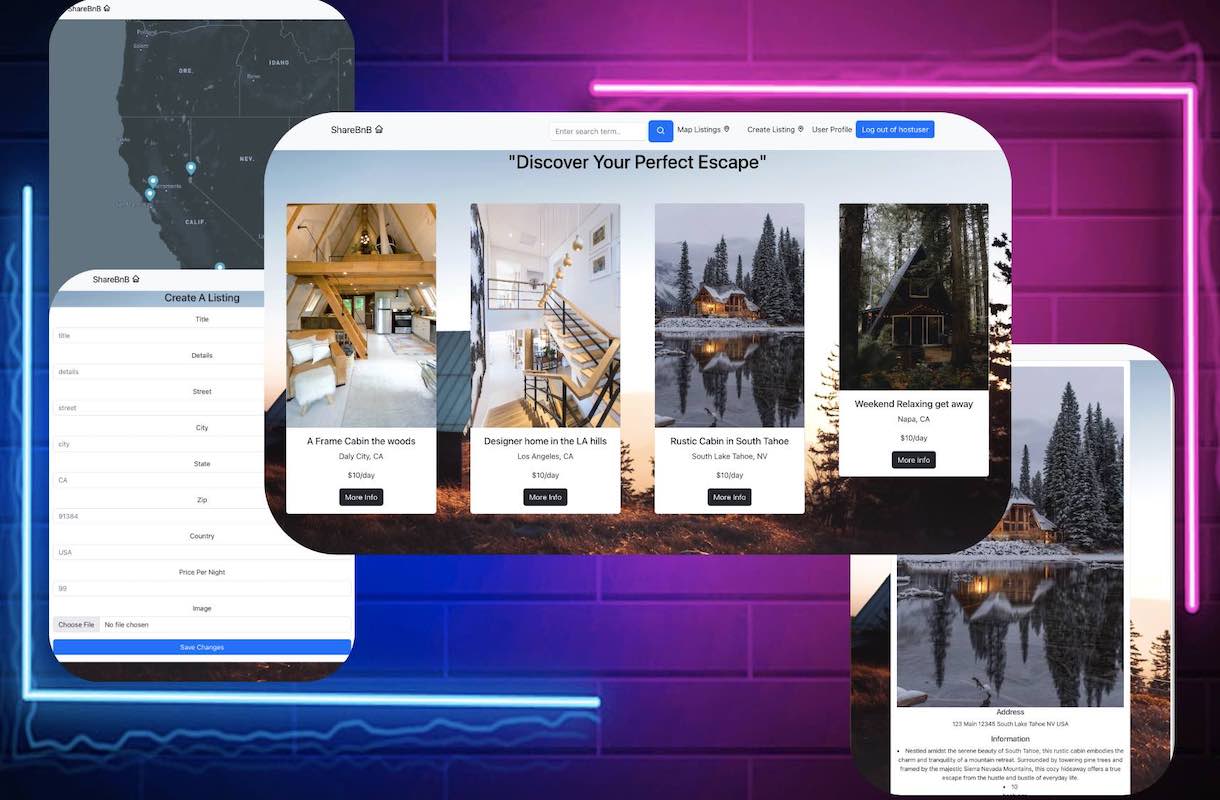 ShareBnB
Portland
Salem
ORE.
IDAHO
Boise
NEV.
Sacramento
CALIF.
ShareBnB
Create A Listing
Title
title
Details
details
Street
street
City
city
State
CA
Zip
91384
Country
USA
Price Per Night
99
Image
Choose File No file chosen
Save Changes
ShareBnB
Enter search term..
Map Listings
Create Listing
User Profile
Log out of hostuser
"Discover Your Perfect Escape"
A Frame Cabin the woods
Daly City, CA
$10/day
More Info
Designer home in the LA hills
Los Angeles, CA
$10/day
More Info
Rustic Cabin in South Tahoe
South Lake Tahoe, NV
$10/day
More Info
Weekend Relaxing get away
Napa, CA
$10/day
More Info
Address
123 Main 12345 South Lake Tahoe NV USA
Information
• Nestled amidst the serene beauty of South Tahoe, this rustic cabin embodies the
charm and tranquility of a mountain retreat. Surrounded by towering pine trees and
framed by the majestic Sierra Nevada Mountains, this cozy hideaway offers a true
escape from the hustle and bustle of everyday life.
• 10